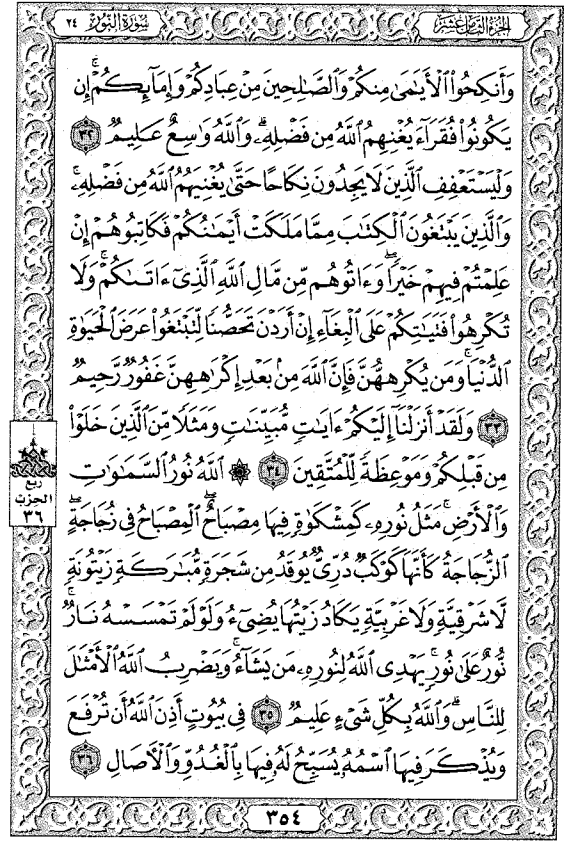 الجزء الثامن عشر
سورة النور ٢٤
وَأَنكِحُوا۟ ٱلْأَيَٰمَىٰ مِنكُمْ وَٱلصَّٰلِحِينَ مِنْ عِبَادِكُمْ وَإِمَآئِكُمْ ۚ إِن
يَكُونُوا۟ فُقَرَآءَ يُغْنِهِمُ ٱللَّهُ مِن فَضْلِهِۦ ۗ وَٱللَّهُ وَٰسِعٌ عَلِيمٌ ٣٢
وَلْيَسْتَعْفِفِ ٱلَّذِينَ لَا يَجِدُونَ نِكَاحًا حَتَّىٰ يُغْنِيَهُمُ ٱللَّهُ مِن فَضْلِهِۦ ۗ
وَٱلَّذِينَ يَبْتَغُونَ ٱلْكِتَٰبَ مِمَّا مَلَكَتْ أَيْمَٰنُكُمْ فَكَاتِبُوهُمْ إِنْ
عَلِمْتُمْ فِيهِمْ خَيْرًا ۖ وَءَاتُوهُم مِّن مَّالِ ٱللَّهِ ٱلَّذِىٓ ءَاتَىٰكُمْ ۚ وَلَا
تُكْرِهُوا۟ فَتَيَٰتِكُمْ عَلَى ٱلْبِغَآءِ إِنْ أَرَدْنَ تَحَصُّنًا لِّتَبْتَغُوا۟ عَرَضَ ٱلْحَيَوٰةِ
ٱلدُّنْيَا ۚ وَمَن يُكْرِههُّنَّ فَإِنَّ ٱللَّهَ مِنۢ بَعْدِ إِكْرَٰهِهِنَّ غَفُورٌ رَّحِيمٌ
٣٣ وَلَقَدْ أَنزَلْنَآ إِلَيْكُمْ ءَايَٰتٍ مُّبَيِّنَٰتٍ وَمَثَلًا مِّنَ ٱلَّذِينَ خَلَوْا۟
مِن قَبْلِكُمْ وَمَوْعِظَةً لِّلْمُتَّقِينَ ٣٤ ۞ ٱللَّهُ نُورُ ٱلسَّمَٰوَٰتِ
وَٱلْأَرْضِ ۚ مَثَلُ نُورِهِۦ كَمِشْكَوٰةٍ فِيهَا مِصْبَاحٌ ۖ ٱلْمِصْبَاحُ فِى زُجَاجَةٍ ۖ
ٱلزُّجَاجَةُ كَأَنَّهَا كَوْكَبٌ دُرِّىٌّ يُوقَدُ مِن شَجَرَةٍ مُّبَٰرَكَةٍ زَيْتُونَةٍ
لَّا شَرْقِيَّةٍ وَلَا غَرْبِيَّةٍ يَكَادُ زَيْتُهَا يُضِىٓءُ وَلَوْ لَمْ تَمْسَسْهُ نَارٌ ۚ
نُّورٌ عَلَىٰ نُورٍ ۗ يَهْدِى ٱللَّهُ لِنُورِهِۦ مَن يَشَآءُ ۚ وَيَضْرِبُ ٱللَّهُ ٱلْأَمْثَٰلَ
لِلنَّاسِ ۗ وَٱللَّهُ بِكُلِّ شَىْءٍ عَلِيمٌ ٣٥ فِى بُيُوتٍ أَذِنَ ٱللَّهُ أَن تُرْفَعَ
وَيُذْكَرَ فِيهَا ٱسْمُهُۥ يُسَبِّحُ لَهُۥ فِيهَا بِٱلْغُدُوِّ وَٱلْءَاصَالِ ٣٦
ربع
الحزب
٣٦
٣٥٤